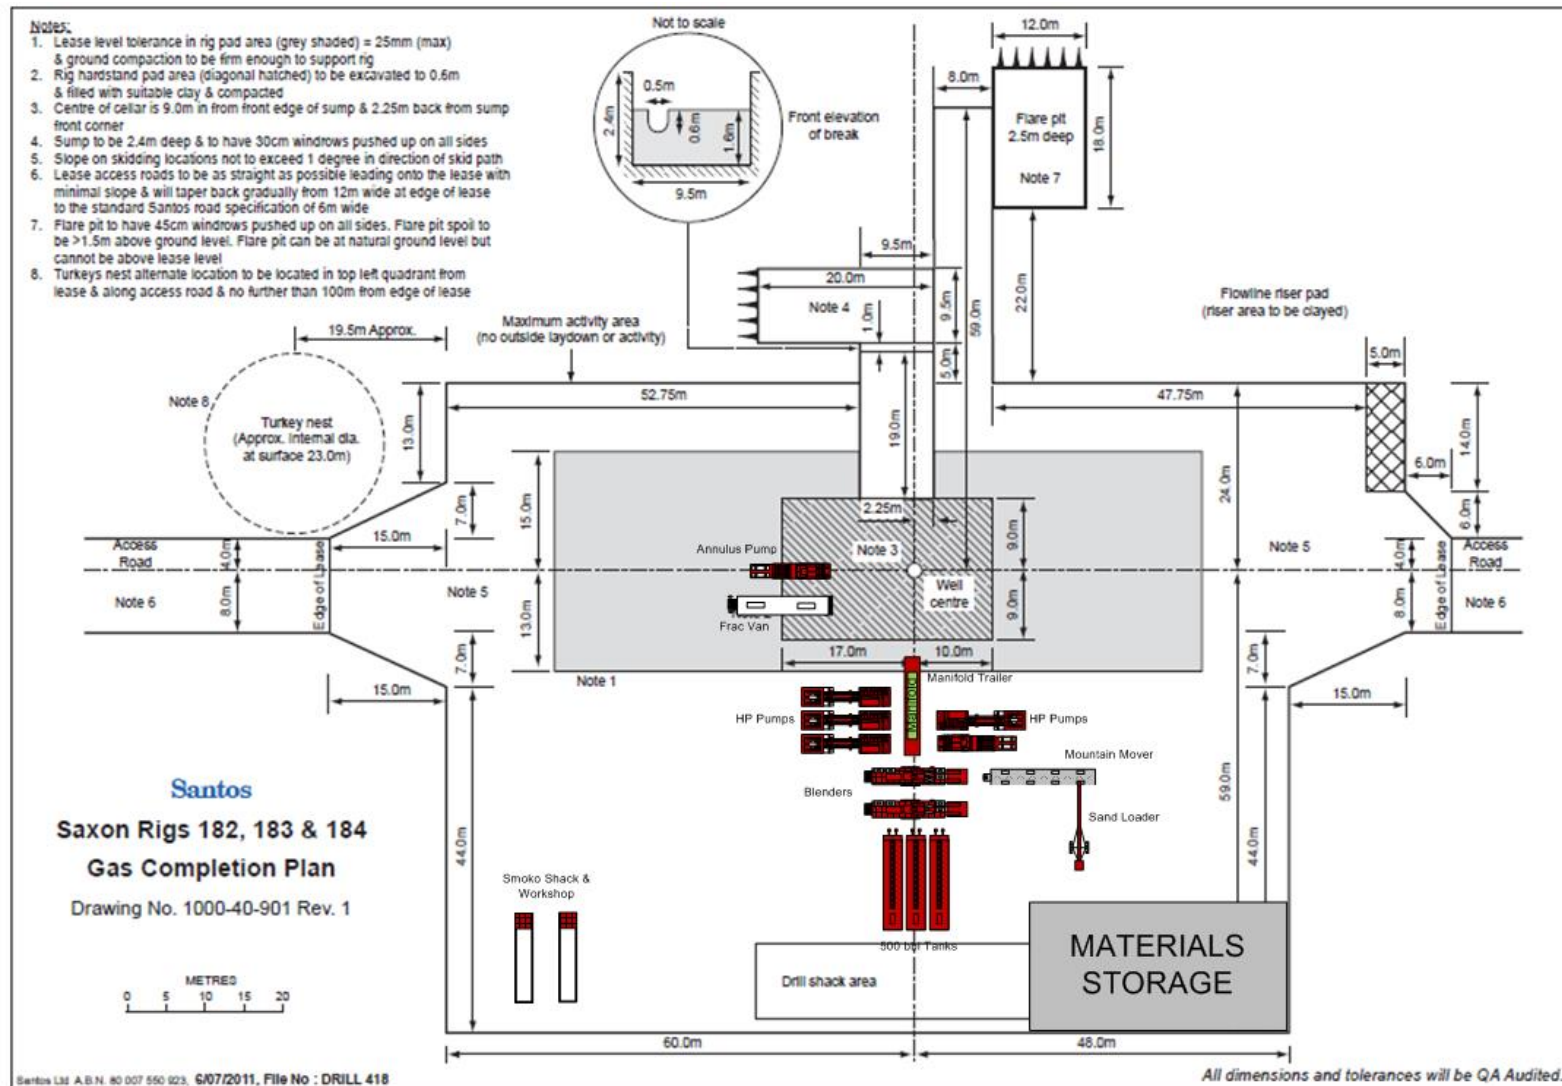 Notes:
1. Lease level tolerance in rig pad area (grey shaded) = 25mm (max)
& ground compaction to be firm enough to support rig
2. Rig hardstand pad area (diagonal hatched) to be excavated to 0.6m
& filled with suitable clay & compacted
3. Centre of cellar is 9.0m in from front edge of sump & 2.25m back from sump
front corner
4. Sump to be 2.4m deep & to have 30cm windrows pushed up on all sides
5. Slope on skidding locations not to exceed 1 degree in direction of skid path
6. Lease access roads to be as straight as possible leading onto the lease with
minimal slope & will taper back gradually from 12m wide at edge of lease
to the standard Santos road specification of 6m wide
7. Flare pit to have 45cm windrows pushed up on all sides. Flare pit spoil to
be >1.5m above ground level. Flare pit can be at natural ground level but
cannot be above lease level
8. Turkeys nest alternate location to be located in top left quadrant from
lease & along access road & no further than 100m from edge of lease
Not to scale
0.5m
2.4m
0.6m
1.6m
9.5m
Front elevation
of break
12.0m
8.0m
Flare pit
2.5m deep
Note 7
18.0m
22.0m
9.5m
20.0m
Note 4
1.0m
9.5m
5.0m
59.0m
Flowline riser pad
(riser area to be clayed)
5.0m
19.5m Approx.
Maximum activity area
(no outside laydown or activity)
52.75m
47.75m
Note 8
Turkey nest
(Approx. Internal dia.
at surface 23.0m)
13.0m
7.0m
15.0m
15.0m
19.0m
24.0m
14.0m
6.0m
6.0m
2.25m
Note 3
9.0m
Annulus Pump
Well
centre
9.0m
Access
Road
4.0m
8.0m
Note 6
Edge of Lease
Note 5
13.0m
Frac Van
Note 5
4.0m
8.0m
Edge of Lease
Access
Road
Note 6
17.0m
10.0m
7.0m
15.0m
Note 1
Manifold Trailer
Manifold
7.0m
15.0m
HP Pumps
HP Pumps
Mountain Mover
Blenders
Sand Loader
59.0m
44.0m
44.0m
Santos
Saxon Rigs 182, 183 & 184
Gas Completion Plan
Drawing No. 1000-40-901 Rev. 1
Smoko Shack &
Workshop
500 bbl Tanks
Drill shack area
MATERIALS
STORAGE
METRES
0 5 10 15 20
60.0m
48.0m
Santos Ltd A.B.N. 80 007 550 923, 6/07/2011, File No : DRILL 418
All dimensions and tolerances will be QA Audited.